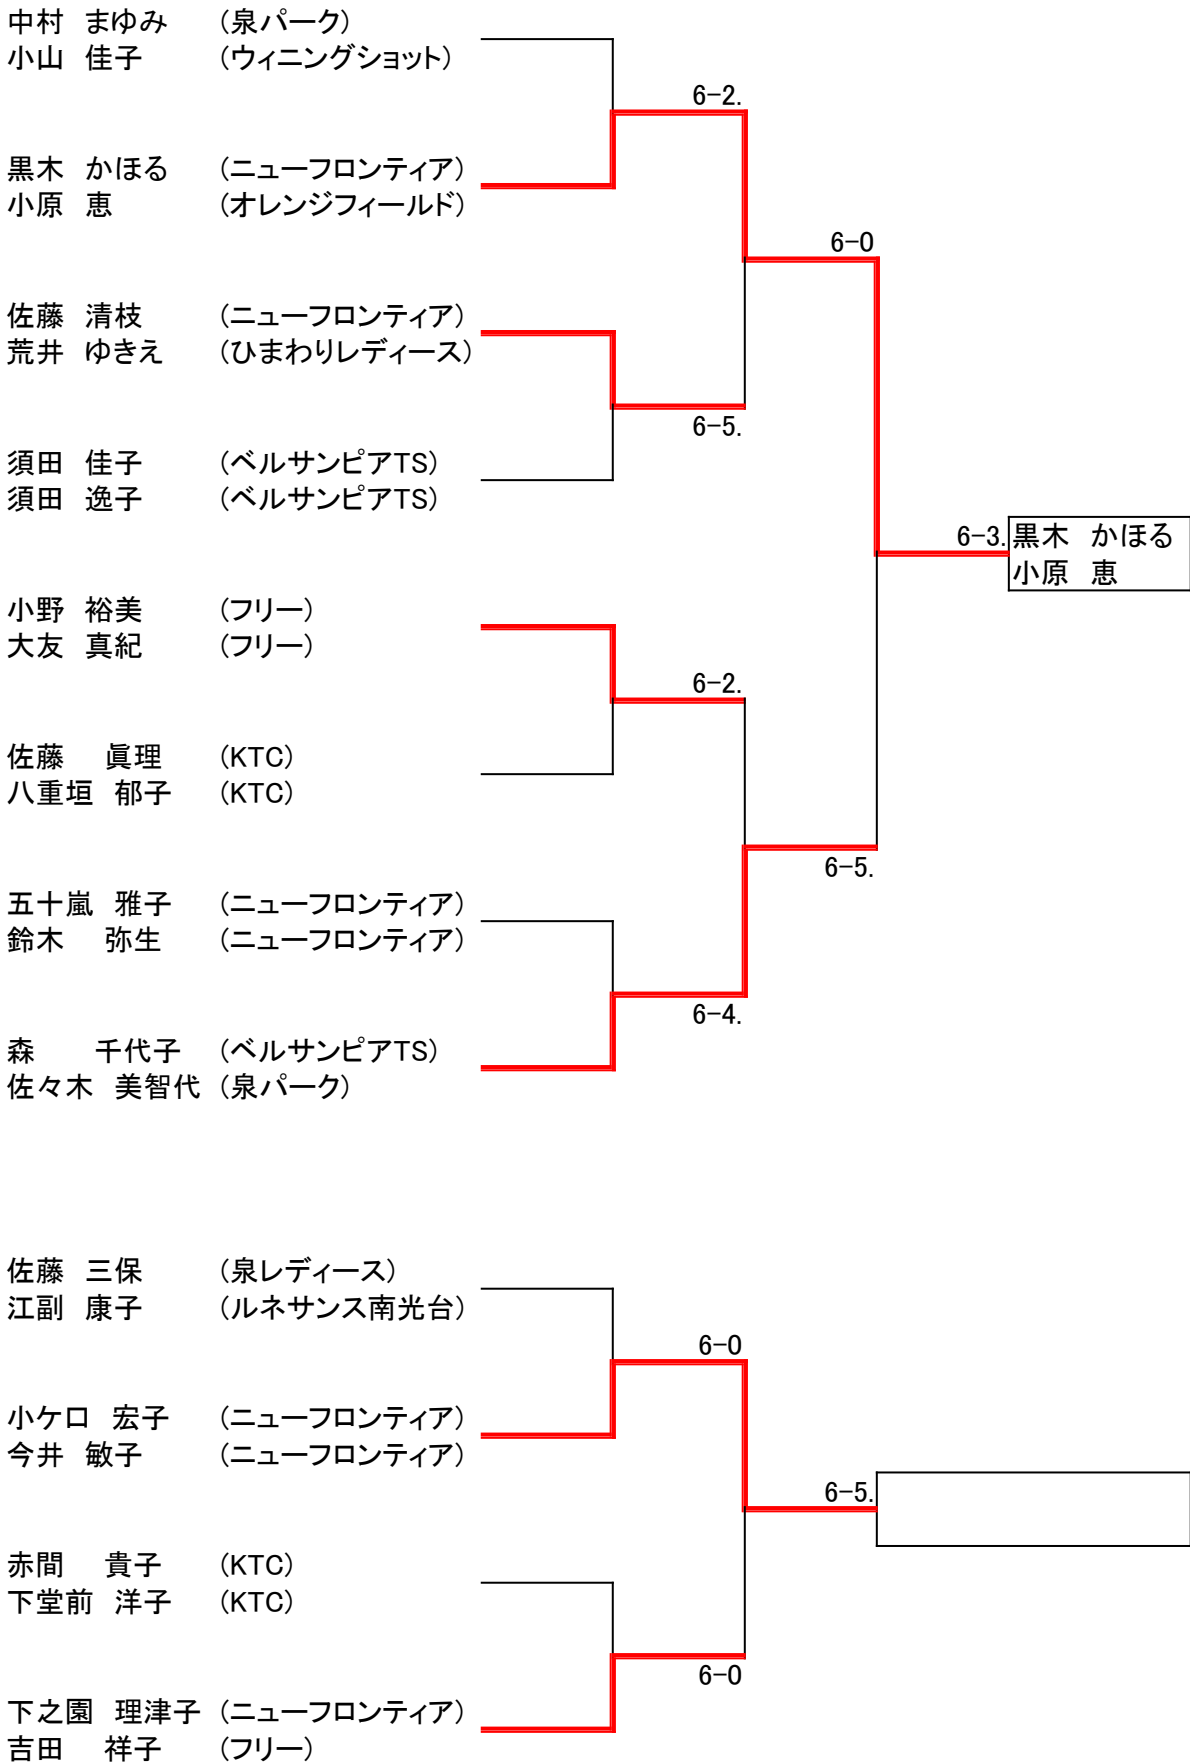 中村 まゆみ (泉パーク)
小山 佳子 (ウィニングショット)
6-2.
黒木 かほる (ニューフロンティア)
小原 恵 (オレンジフィールド)
6-0
佐藤 清枝 (ニューフロンティア)
荒井 ゆきえ (ひまわりレディース)
6-5.
須田 佳子 (ベルサンピアTS)
須田 逸子 (ベルサンピアTS)
6-3. 黒木 かほる
小原 恵
小野 裕美 (フリー)
大友 真紀 (フリー)
6-2.
佐藤 眞理 (KTC)
八重垣 郁子 (KTC)
6-5.
五十嵐 雅子 (ニューフロンティア)
鈴木 弥生 (ニューフロンティア)
6-4.
森 千代子 (ベルサンピアTS)
佐々木 美智代 (泉パーク)
佐藤 三保 (泉レディース)
江副 康子 (ルネサンス南光台)
6-0
小ケ口 宏子 (ニューフロンティア)
今井 敏子 (ニューフロンティア)
6-5.
赤間 貴子 (KTC)
下堂前 洋子 (KTC)
6-0
下之園 理津子 (ニューフロンティア)
吉田 祥子 (フリー)